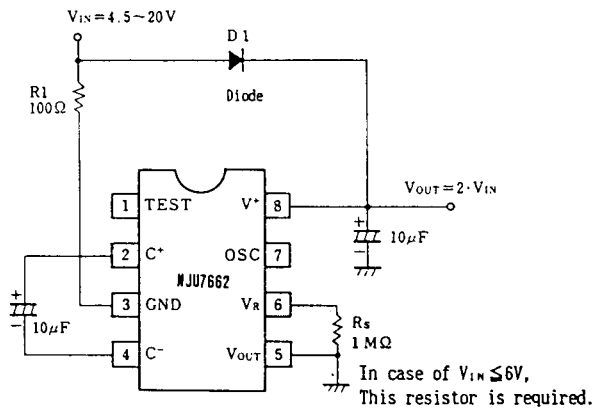 VIN=4.5~20V
D1
R1
100Ω
Diode
VOUT=2·VIN
1 TEST V+ 8
+
10μF
−
2 C+ OSC 7
NJU7662
+
10μF
−
3 GND VR 6
Rs
1MΩ
4 C− VOUT 5
In case of VIN≦6V,
This resistor is required.